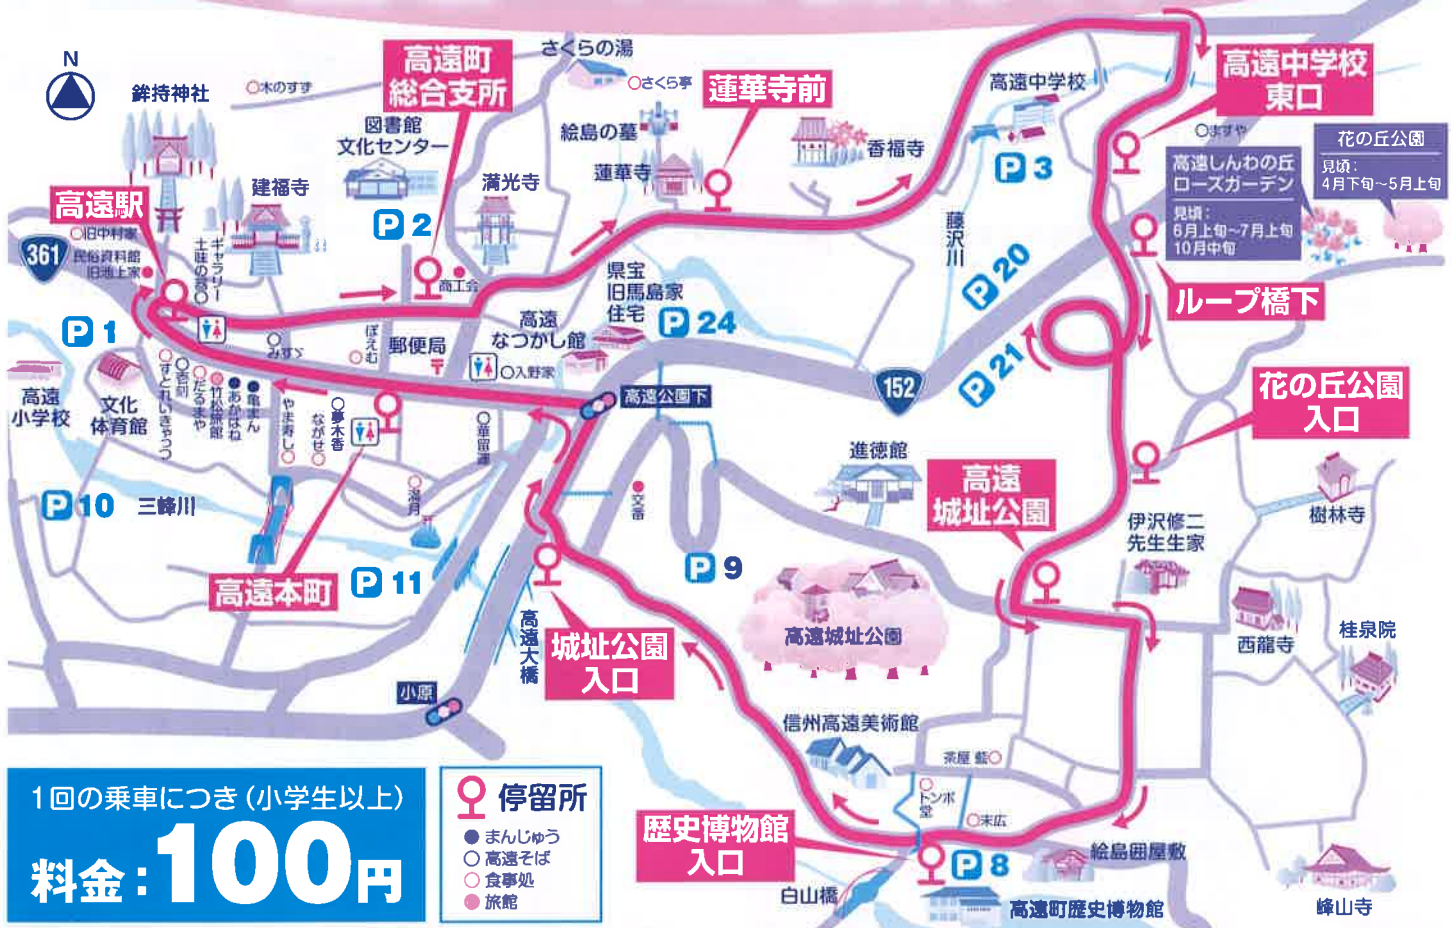 N
鉾持神社
木のすず
高遠町
総合支所
さくらの湯
さくら亭
蓮華寺前
高遠中学校
高遠中学校
東口
ますや
花の丘公園
見頃：
4月下旬〜5月上旬
高遠しんわの丘
ローズガーデン
見頃：
6月上旬〜7月上旬
10月中旬
図書館
文化センター
絵島の墓
蓮華寺
香福寺
P 3
建福寺
満光寺
高遠駅
旧中村家
民俗資料館
旧池上家
361
ギャラリー
P 2
商工会
藤沢川
P 20
県宝
旧馬島家
住宅
ループ橋下
P 1
みすゞ
ぽえむ
郵便局
高遠
なつかし館
入野家
P 24
P 21
152
高遠
小学校
文化
体育館
すとれいきゃっつ
壱刻
だるまや
竹松旅館
あかはね
亀まん
やま寿し
ながせ
夢木香
華留運
高遠公園下
花の丘公園
入口
進徳館
高遠
城址公園
P 10
三峰川
満月
交番
伊沢修二
先生生家
樹林寺
高遠本町
P 11
P 9
高遠大橋
城址公園
入口
高遠城址公園
西龍寺
桂泉院
小原
信州高遠美術館
茶屋 藍
トンボ堂
末広
1回の乗車につき（小学生以上）
料金：100円
停留所
まんじゅう
高遠そば
食事処
旅館
歴史博物館
入口
P 8
絵島囲屋敷
白山橋
高遠町歴史博物館
峰山寺